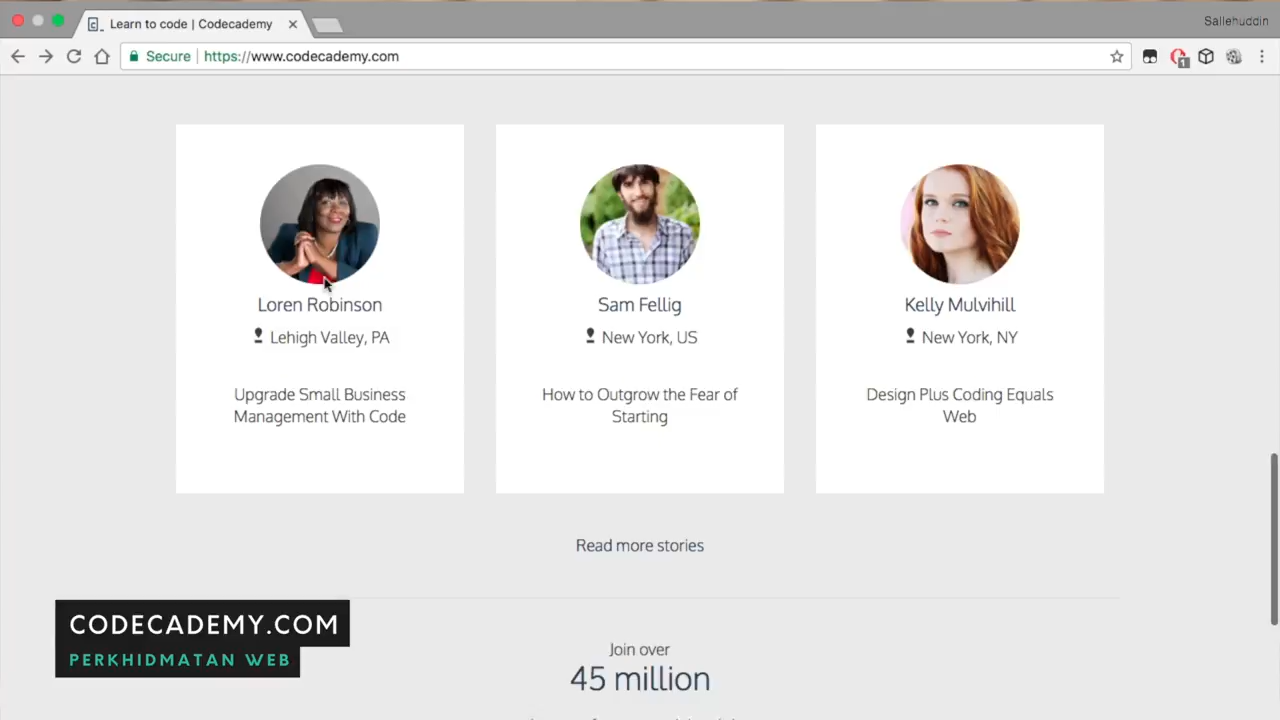 Learn to code | Codecademy
Sallehuddin
Secure
https://www.codecademy.com
1
Loren Robinson
Lehigh Valley, PA
Upgrade Small Business
Management With Code
Sam Fellig
New York, US
How to Outgrow the Fear of
Starting
Kelly Mulvihill
New York, NY
Design Plus Coding Equals
Web
Read more stories
CODECADEMY.COM
PERKHIDMATAN WEB
Join over
45 million